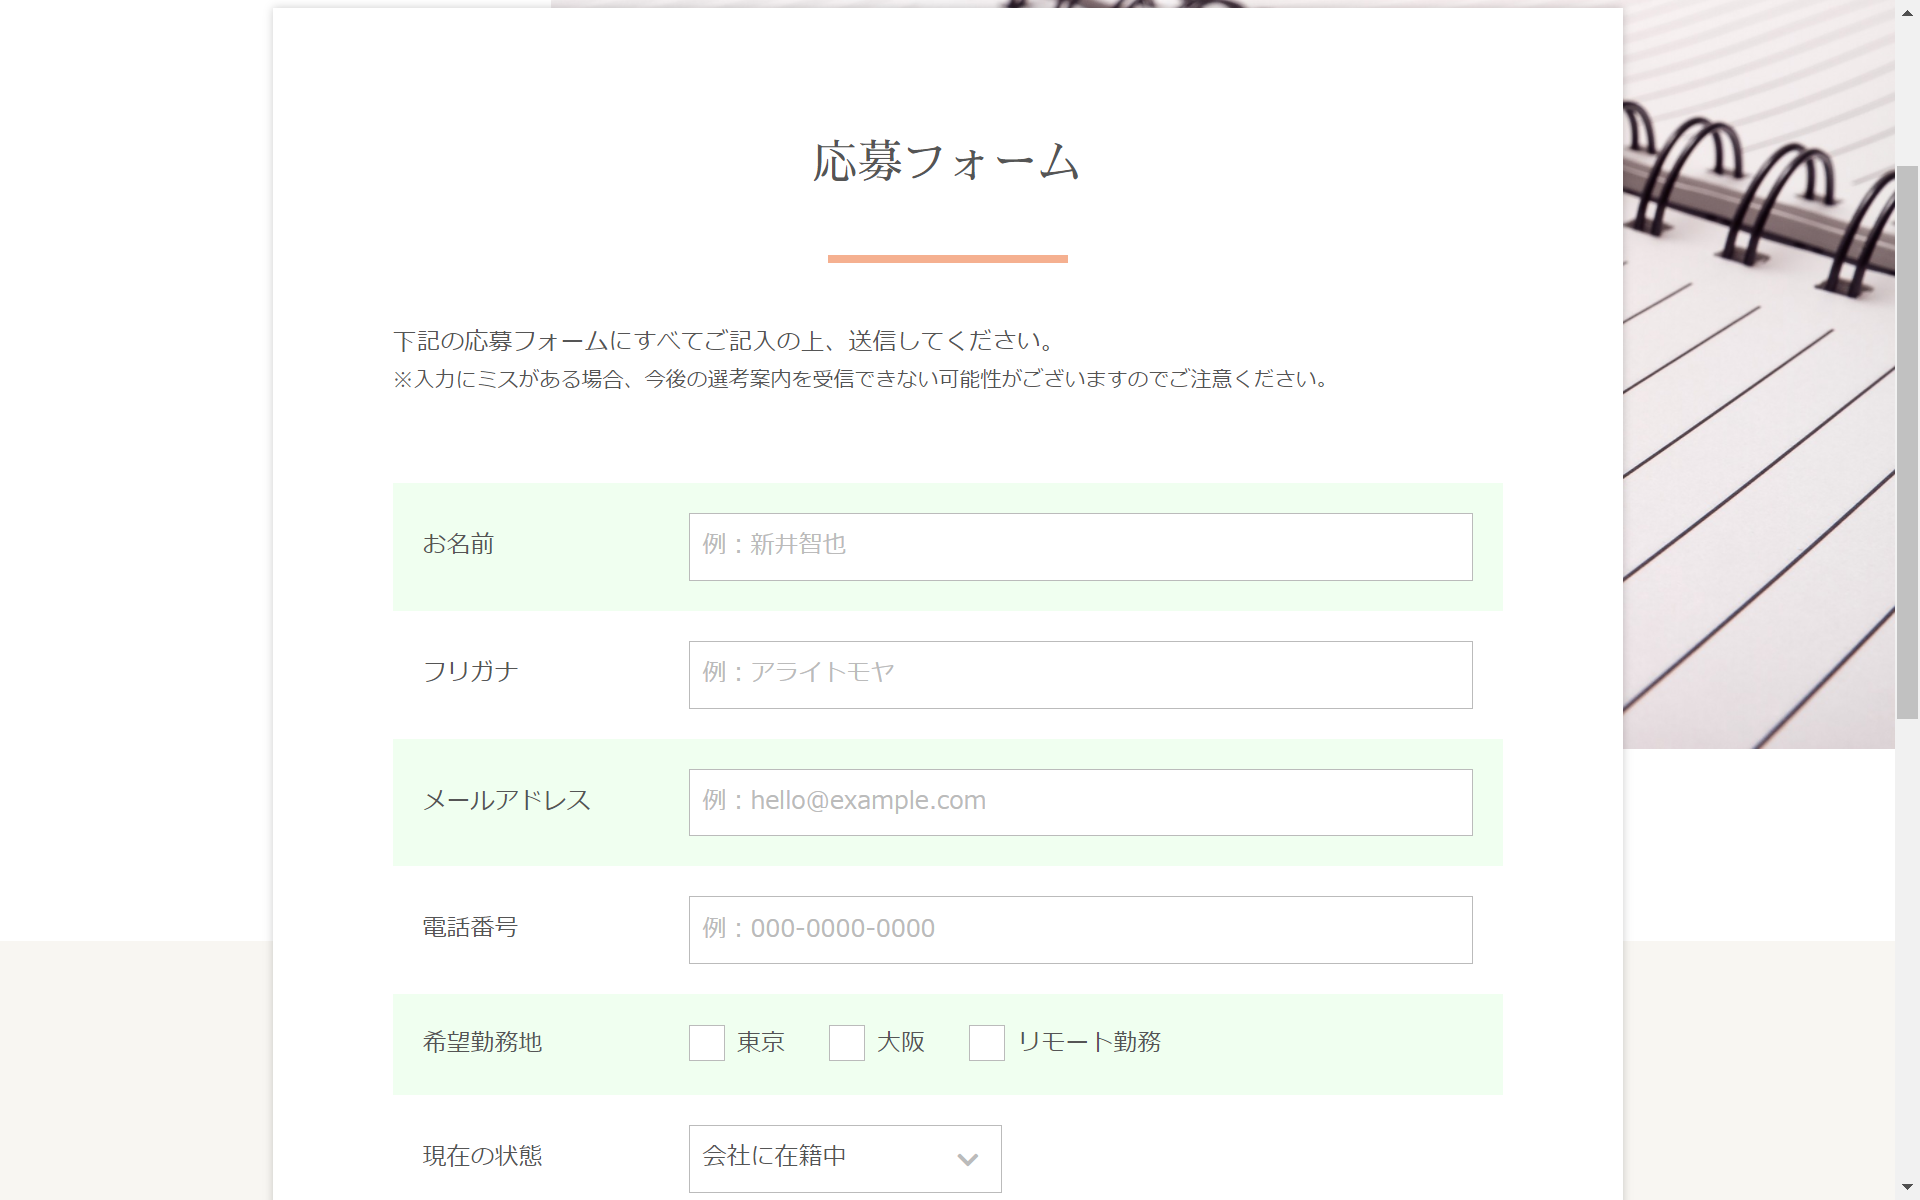 応募フォーム
下記の応募フォームにすべてご記入の上、送信してください。
※入力にミスがある場合、今後の選考案内を受信できない可能性がございますのでご注意ください。
お名前
例：新井智也
フリガナ
例：アライトモヤ
メールアドレス
例：hello@example.com
電話番号
例：000-0000-0000
希望勤務地
東京 大阪 リモート勤務
現在の状態
会社に在籍中